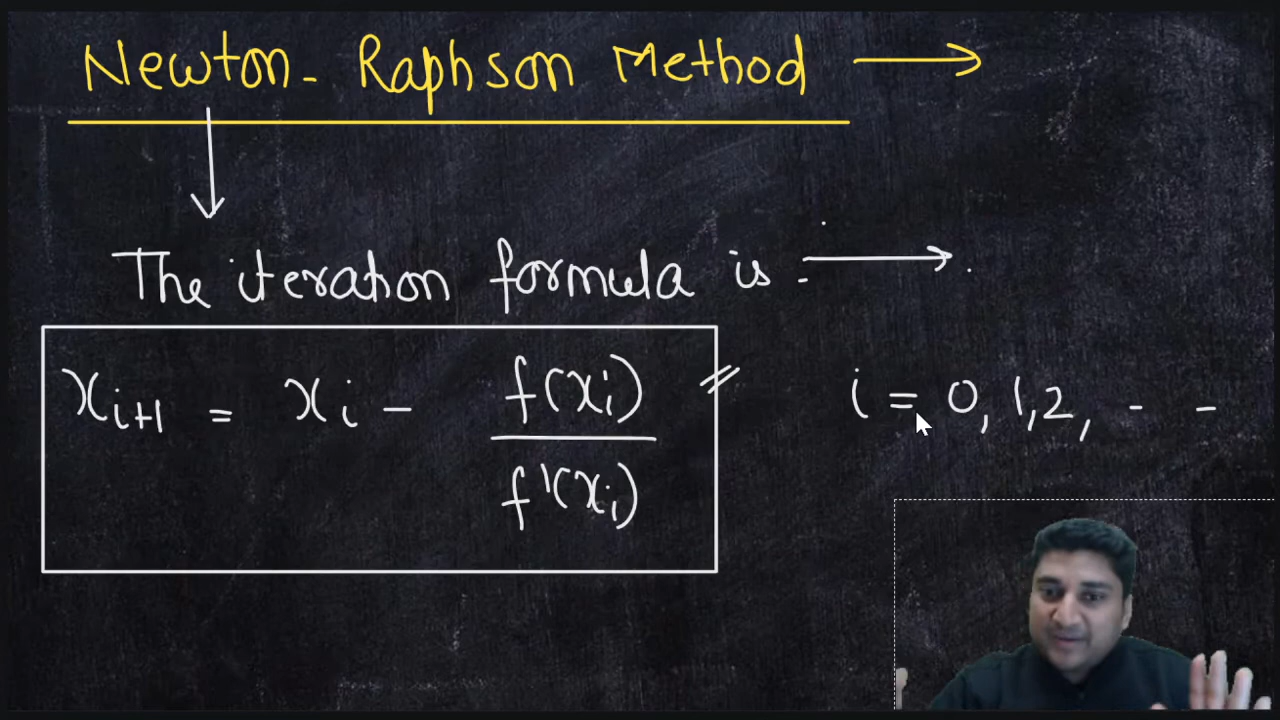 Newton - Raphson Method →
The iteration formula is :- →
x_{i+1} = x_i - f(x_i) / f'(x_i)
i = 0, 1, 2, - -